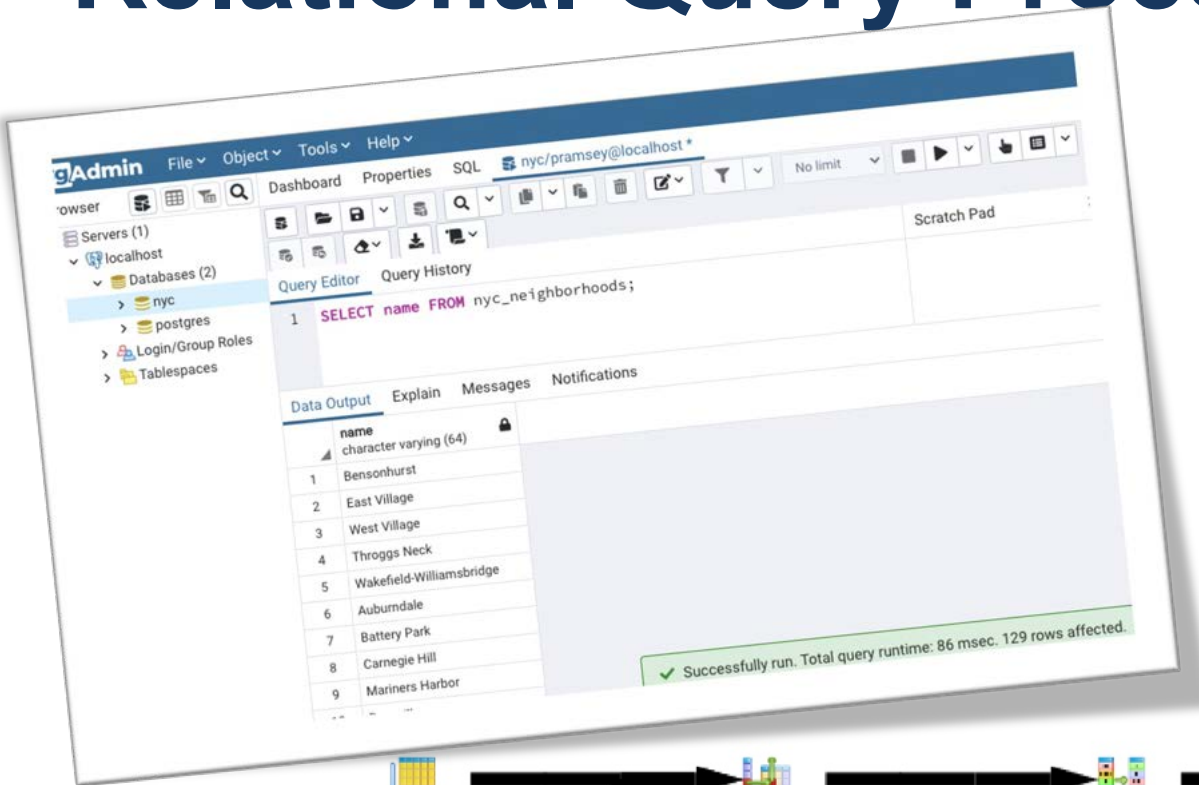 Relational Query Proce
gAdmin File Object Tools Help
owser
Dashboard Properties SQL nyc/pramsey@localhost *
No limit
Servers (1)
localhost
Databases (2)
nyc
postgres
Login/Group Roles
Tablespaces
Query Editor Query History
Scratch Pad
1 SELECT name FROM nyc_neighborhoods;
Data Output Explain Messages Notifications
name
character varying (64)
1 Bensonhurst
2 East Village
3 West Village
4 Throggs Neck
5 Wakefield-Williamsbridge
6 Auburndale
7 Battery Park
8 Carnegie Hill
9 Mariners Harbor
Successfully run. Total query runtime: 86 msec. 129 rows affected.